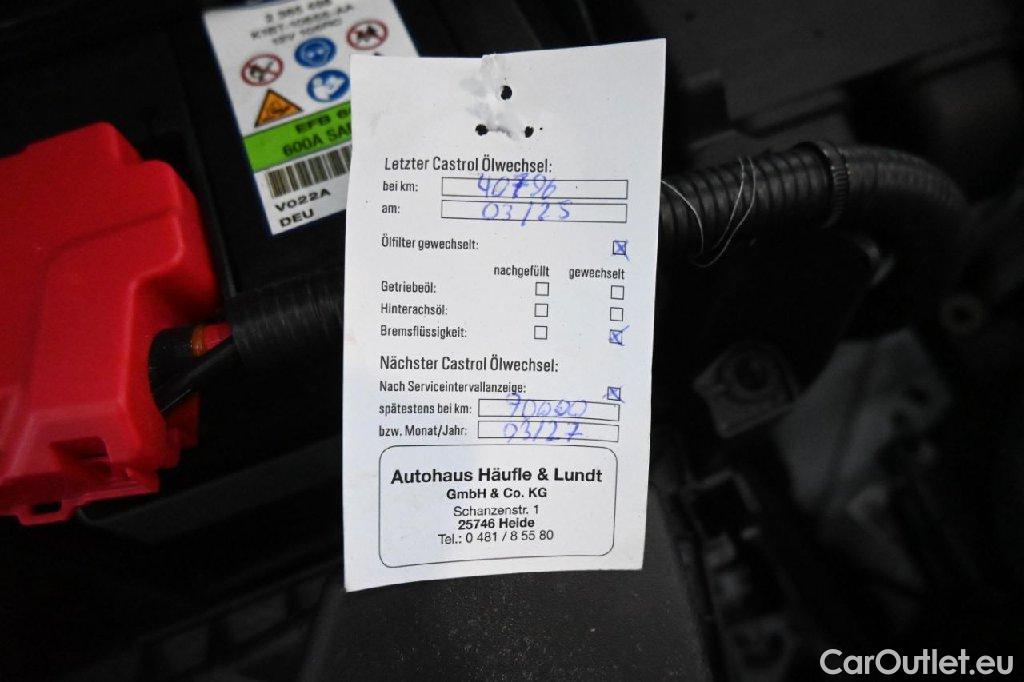 12V
EFB
600A
V022A
DEU
Letzter Castrol Ölwechsel:
bei km: 40796
am: 03/25
Ölfilter gewechselt:
nachgefüllt gewechselt
Getriebeöl:
Hinterachsöl:
Bremsflüssigkeit:
Nächster Castrol Ölwechsel:
Nach Serviceintervallanzeige:
spätestens bei km: 70000
bzw. Monat/Jahr: 03/27
Autohaus Häufle & Lundt
GmbH & Co. KG
Schanzenstr. 1
25746 Heide
Tel.: 0 481 / 8 55 80
CarOutlet.eu